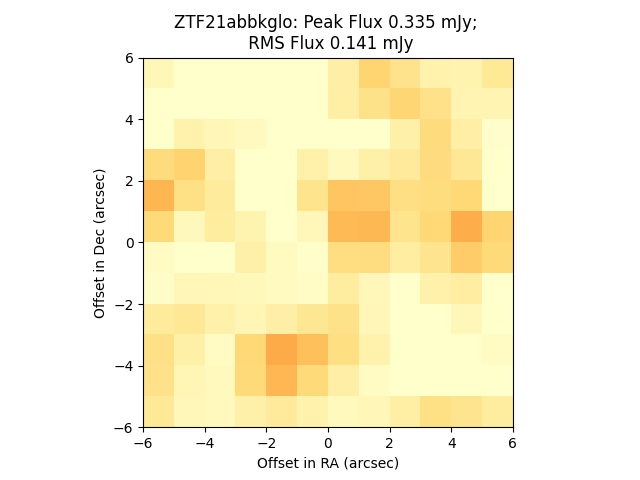 ZTF21abbkglo: Peak Flux 0.335 mJy;
RMS Flux 0.141 mJy
6
4
2
0
−2
−4
−6
Offset in Dec (arcsec)
−6 −4 −2 0 2 4 6
Offset in RA (arcsec)